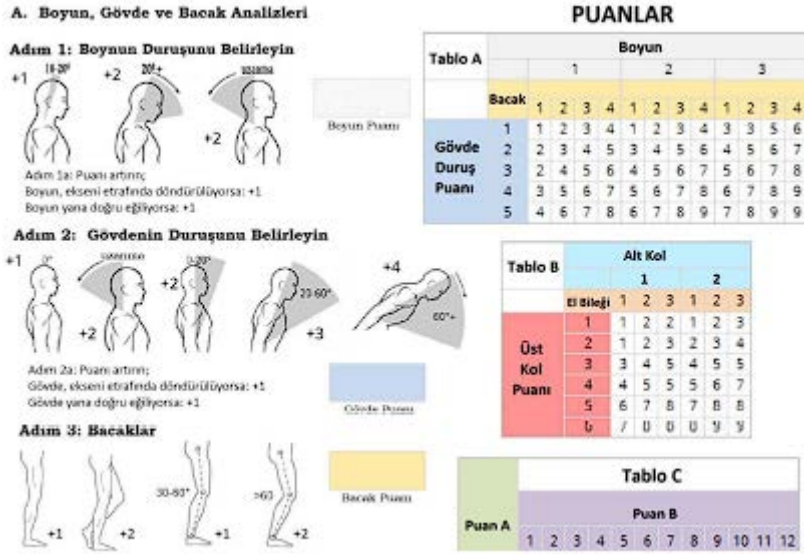 A. Boyun, Gövde ve Bacak Analizleri
Adım 1: Boynun Duruşunu Belirleyin
+1
+2
20°+
+2
Boyun Puanı
Adım 1a: Puanı artırın;
Boyun, ekseni etrafında döndürülüyorsa: +1
Boyun yana doğru eğiliyorsa: +1
Adım 2: Gövdenin Duruşunu Belirleyin
+1
0°
+2
+2
20-60°
+3
+4
60°+
Adım 2a: Puanı artırın;
Gövde, ekseni etrafında döndürülüyorsa: +1
Gövde yana doğru eğiliyorsa: +1
Gövde Puanı
Adım 3: Bacaklar
+1
+2
30-60°
+1
>60
+2
Bacak Puanı
PUANLAR
Tablo A
Boyun
1 2 3
Bacak 1 2 3 4 1 2 3 4 1 2 3 4
Gövde Duruş Puanı
1 1 2 3 4 1 2 3 4 3 3 5 6
2 2 3 4 5 3 4 5 6 4 5 6 7
3 2 4 5 6 4 5 6 7 5 6 7 8
4 3 5 6 7 5 6 7 8 6 7 8 9
5 4 6 7 8 6 7 8 9 7 8 9 9
Tablo B
Alt Kol
1 2
El Bileği 1 2 3 1 2 3
Üst Kol Puanı
1 1 2 2 1 2 3
2 1 2 3 2 3 4
3 3 4 5 4 5 5
4 4 5 5 5 6 7
5 6 7 8 7 8 8
Tablo C
Puan A
Puan B
1 2 3 4 5 6 7 8 9 10 11 12